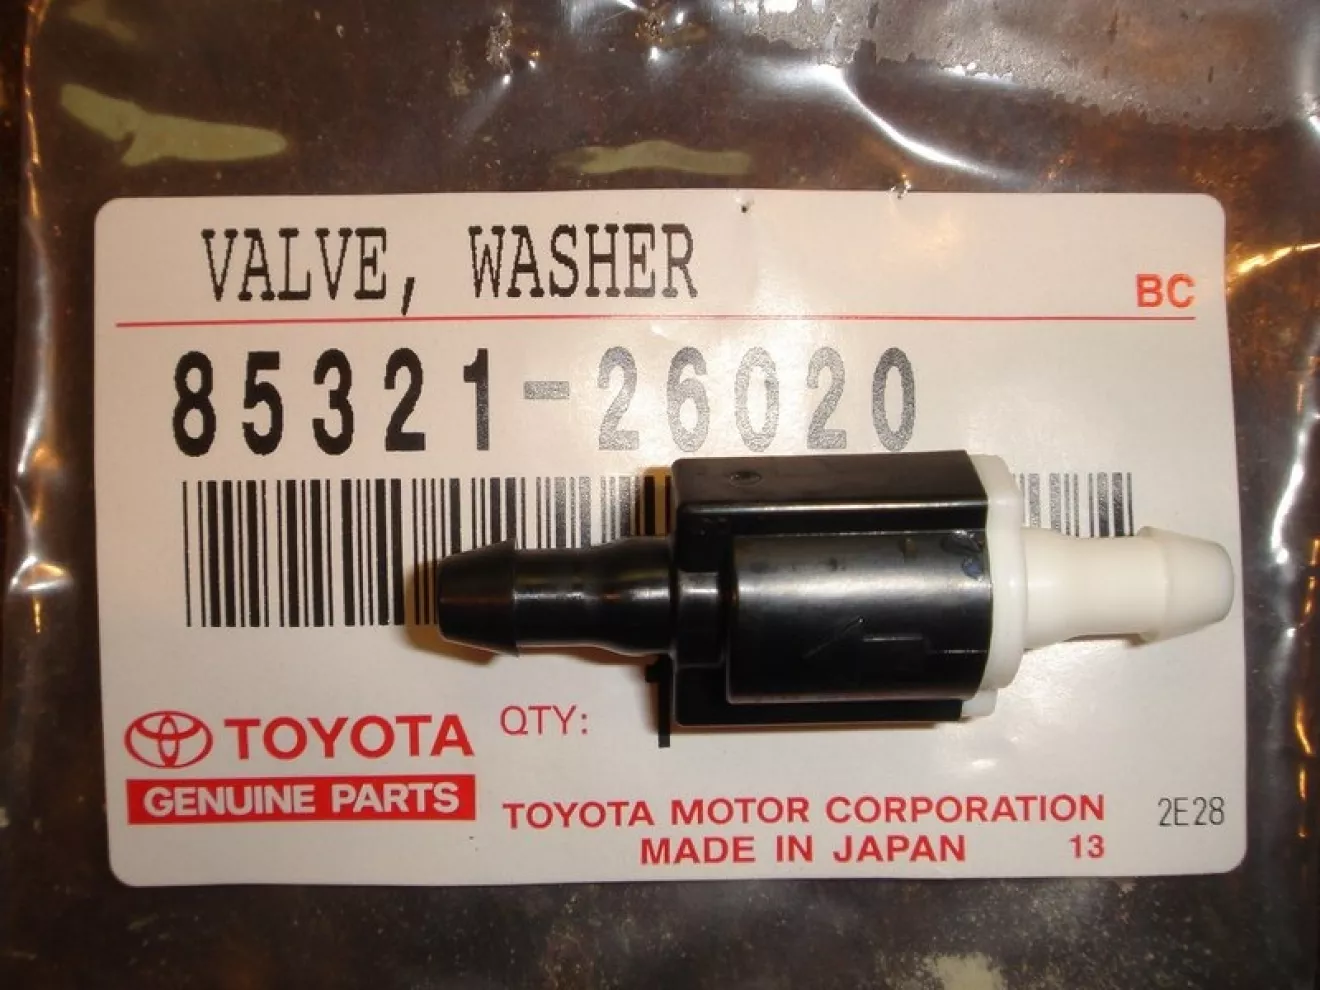 VALVE, WASHER
BC
85321-26020
TOYOTA
GENUINE PARTS
QTY:
TOYOTA MOTOR CORPORATION
MADE IN JAPAN 13
2E28